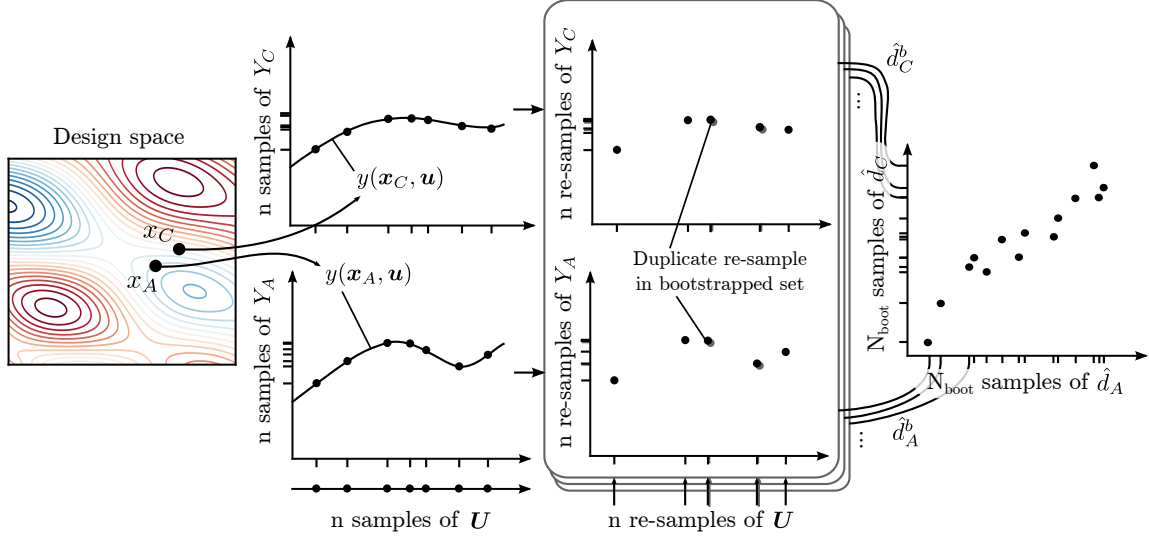 Design space
x_C
x_A
n samples of Y_C
y(x_C, u)
n samples of Y_A
y(x_A, u)
n samples of U
n re-samples of Y_C
Duplicate re-sample
in bootstrapped set
n re-samples of Y_A
n re-samples of U
d̂_C^b
...
d̂_A^b
...
N_boot samples of d̂_C
N_boot samples of d̂_A